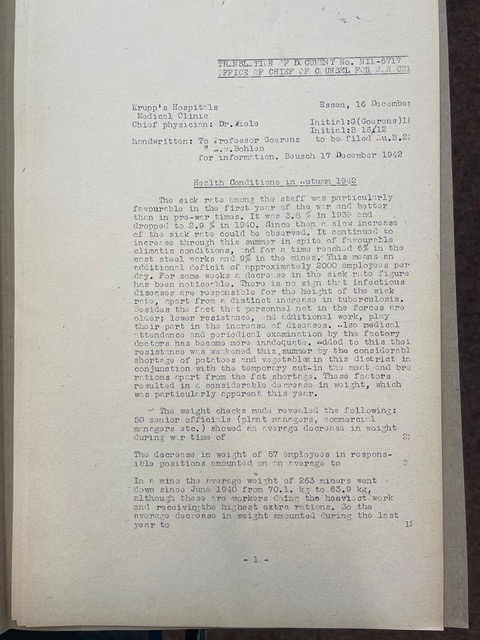 TRANSLATION OF DOCUMENT No. NIK-6717
OFFICE OF CHIEF OF COUNSEL FOR WAR CRI
Krupp's Hospitals Essen, 16 December
Medical Clinic
Chief physician: Dr. Wiele Initial:G(Goerens)1
Initial:B 16/12
handwritten: To Professor Goerens to be filed Au.B.2
" v.Bohlen
for information. Beusch 17 December 1942
Health Conditions in Autumn 1942
The sick rate among the staff was particularly
favourable in the first year of the war and better
than in pre-war times. It was 3.8 % in 1939 and
dropped to 2.9 % in 1940. Since then a slow increase
of the sick rate could be observed. It continued to
increase through this summer in spite of favourable
climatic conditions, and for a time reached 6% in the
cast steel works and 9% in the mines. This means an
additional deficit of approximately 2000 employees per
day. For some weeks a decrease in the sick rate figure
has been noticeable. There is no sign that infectious
diseases are responsible for the height of the sick
rate, apart from a distinct increase in tuberculosis.
Besides the fact that personnel not in the forces are
older; lower resistance, and additional work, play
their part in the increase of diseases. Also medical
attendance and periodical examination by the factory
doctors has become more inadequate. Added to this thei
resistance was weakened this summer by the considerabl
shortage of potatoes and vegetables in this district in
conjunction with the temporary cut-in the meat and bre
rations apart from the fat shortage. These factors
resulted in a considerable decrease in weight, which
was particularly apparent this year.
The weight checks made revealed the following:
50 senior officials (plant managers, commercial
managers etc.) showed an average decrease in weight
during war time of 2
The decrease in weight of 57 employees in respons-
ible positions amounted on an average to 3
In a mine the average weight of 263 miners went
down since June 1940 from 70.1. kg to 63.9 kg,
although these are workers doing the heaviest work
and receiving the highest extra rations. So the
average decrease in weight amounted during the last
year to 1
- 1 -